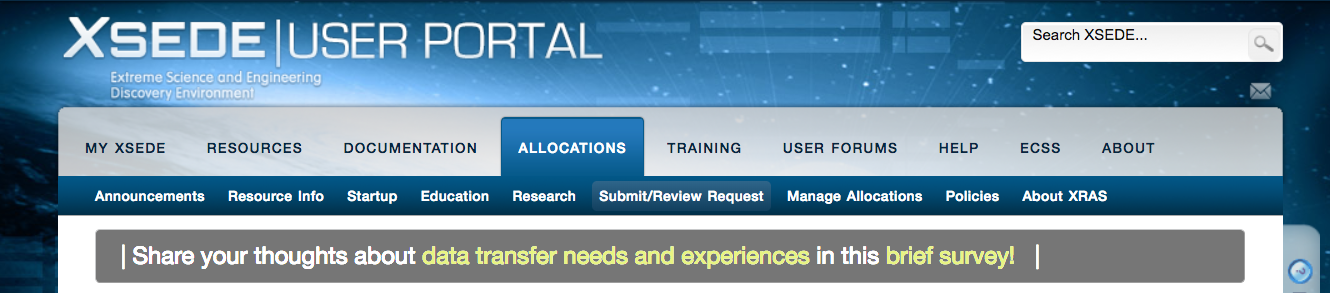 XSEDE | USER PORTAL
Extreme Science and Engineering
Discovery Environment
Search XSEDE...
MY XSEDE RESOURCES DOCUMENTATION ALLOCATIONS TRAINING USER FORUMS HELP ECSS ABOUT
Announcements Resource Info Startup Education Research Submit/Review Request Manage Allocations Policies About XRAS
| Share your thoughts about data transfer needs and experiences in this brief survey! |